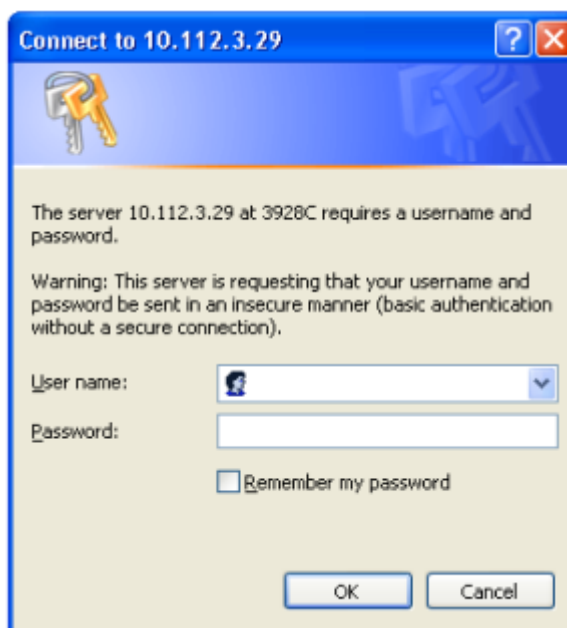 Connect to 10.112.3.29
The server 10.112.3.29 at 3928C requires a username and
password.
Warning: This server is requesting that your username and
password be sent in an insecure manner (basic authentication
without a secure connection).
User name:
Password:
Remember my password
OK
Cancel